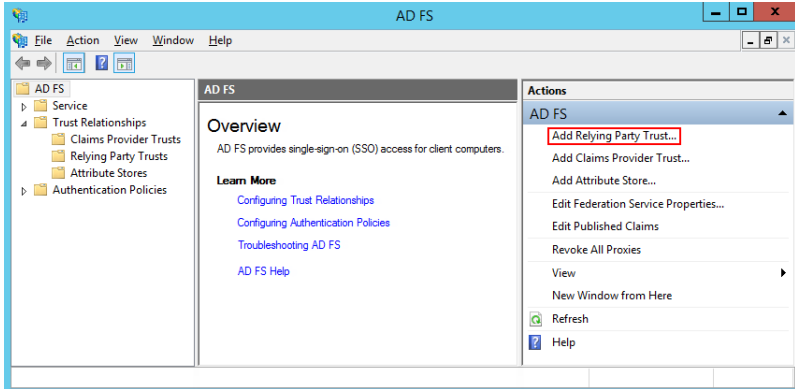 AD FS
File Action View Window Help
AD FS
Service
Trust Relationships
Claims Provider Trusts
Relying Party Trusts
Attribute Stores
Authentication Policies
AD FS
Overview
AD FS provides single-sign-on (SSO) access for client computers.
Learn More
Configuring Trust Relationships
Configuring Authentication Policies
Troubleshooting AD FS
AD FS Help
Actions
AD FS
Add Relying Party Trust...
Add Claims Provider Trust...
Add Attribute Store...
Edit Federation Service Properties...
Edit Published Claims
Revoke All Proxies
View
New Window from Here
Refresh
Help